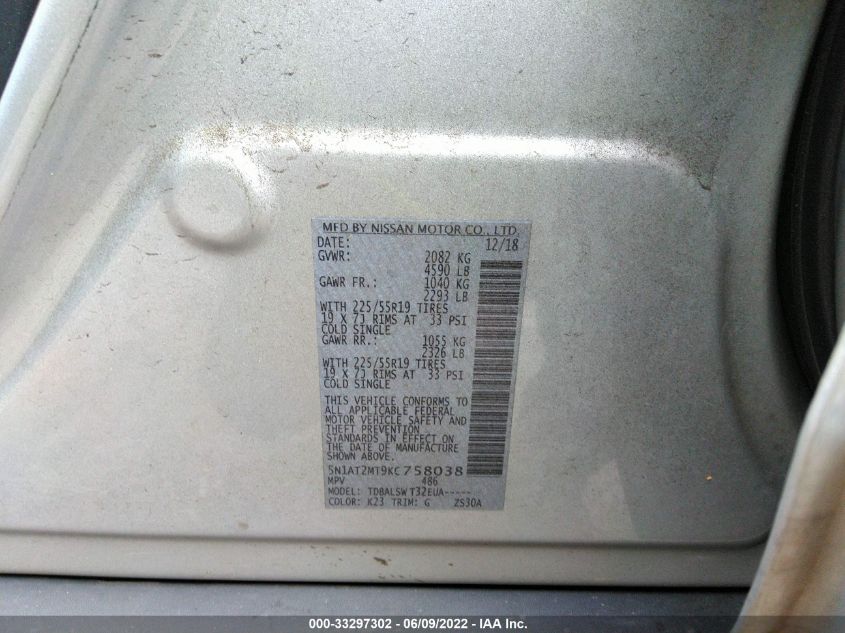 MFD BY NISSAN MOTOR CO., LTD.
DATE: 12/18
GVWR: 2082 KG
4590 LB
GAWR FR.: 1040 KG
2293 LB
WITH 225/55R19 TIRES
19 X 7J RIMS AT 33 PSI
COLD SINGLE
GAWR RR.: 1055 KG
2326 LB
WITH 225/55R19 TIRES
19 X 7J RIMS AT 33 PSI
COLD SINGLE
THIS VEHICLE CONFORMS TO
ALL APPLICABLE FEDERAL
MOTOR VEHICLE SAFETY AND
THEFT PREVENTION
STANDARDS IN EFFECT ON
THE DATE OF MANUFACTURE
SHOWN ABOVE.
5N1AT2MT9KC758038
MPV 486
MODEL: TDBALSWT32EUA-----
COLOR: K23 TRIM: G ZS30A
000-33297302 - 06/09/2022 - IAA Inc.